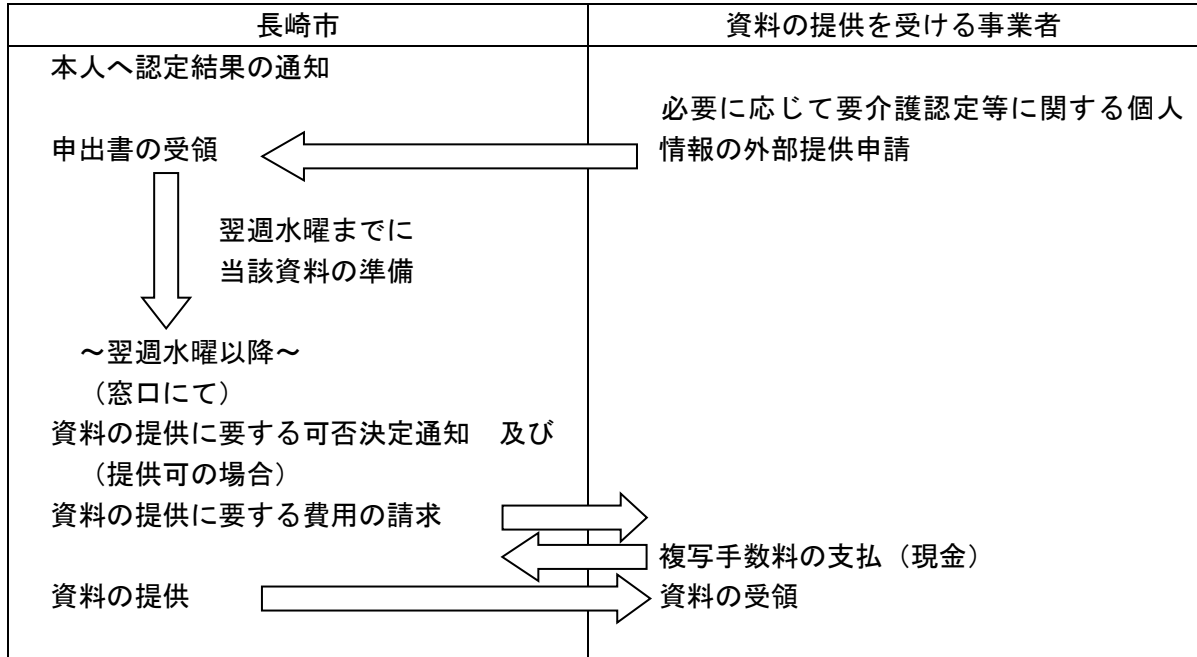 長崎市
資料の提供を受ける事業者
本人へ認定結果の通知
必要に応じて要介護認定等に関する個人
申出書の受領
情報の外部提供申請
翌週水曜までに
当該資料の準備
～翌週水曜以降～
（窓口にて）
資料の提供に要する可否決定通知　及び
（提供可の場合）
資料の提供に要する費用の請求
複写手数料の支払（現金）
資料の提供
資料の受領